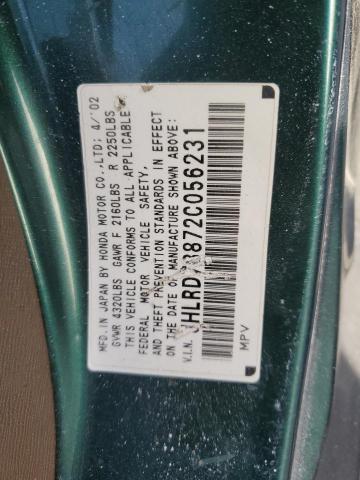 MFD. IN JAPAN BY HONDA MOTOR CO.,LTD: 4/'02
GVWR 4320LBS GAWR F 2160LBS R 2250LBS
THIS VEHICLE CONFORMS TO ALL APPLICABLE
FEDERAL MOTOR VEHICLE SAFETY,
AND THEFT PREVENTION STANDARDS IN EFFECT
ON THE DATE OF MANUFACTURE SHOWN ABOVE:
V.I.N.
MPV